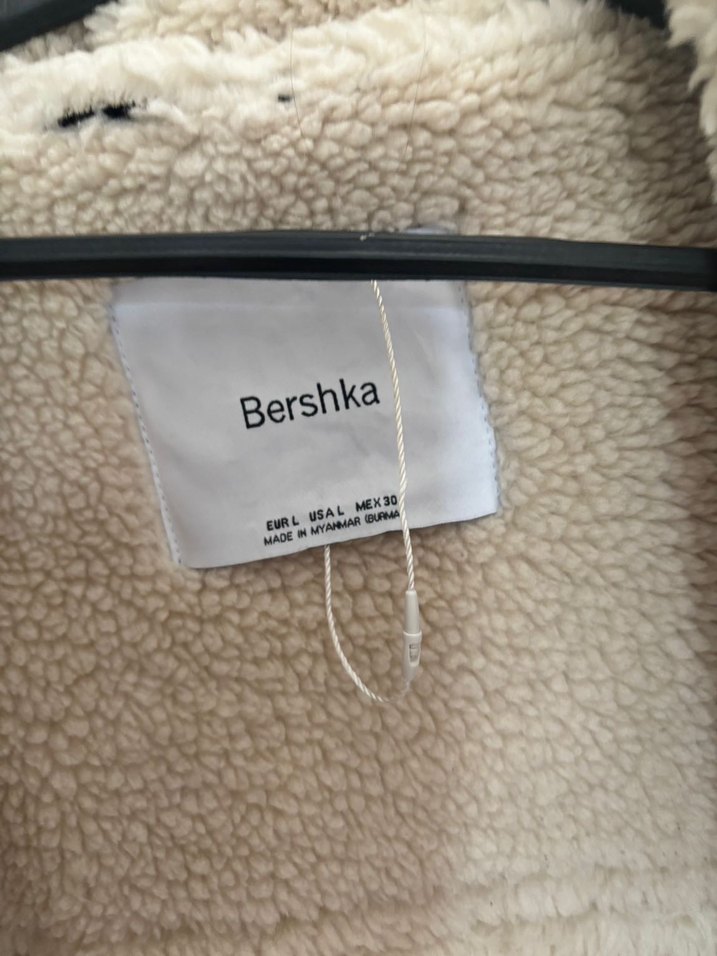 Bershka
EUR L USA L MEX 30
MADE IN MYANMAR (BURMA